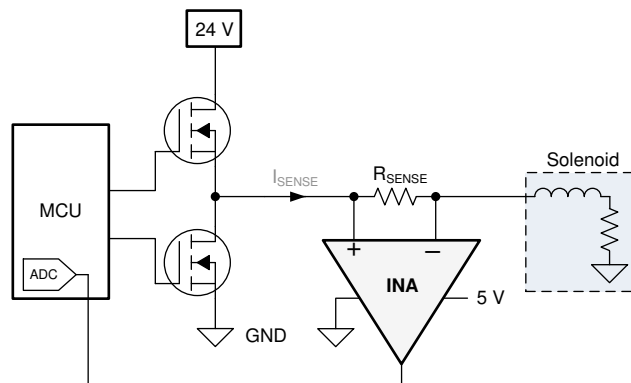 24 V
Solenoid
I_SENSE
R_SENSE
MCU
+
−
ADC
INA
5 V
GND